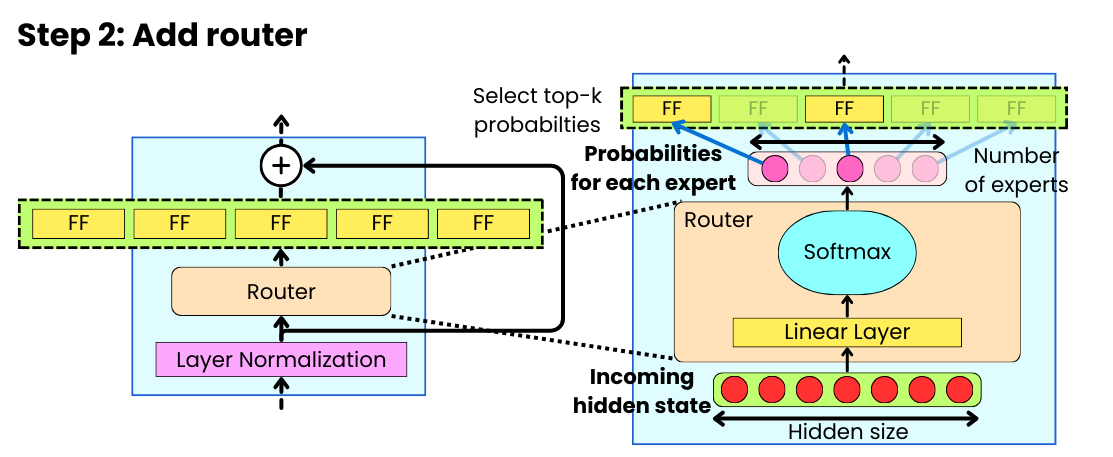 Step 2: Add router
FF
FF
FF
FF
FF
Router
Layer Normalization
Select top-k
probabilties
FF
FF
FF
FF
FF
Probabilities
for each expert
Number
of experts
Router
Softmax
Linear Layer
Incoming
hidden state
Hidden size